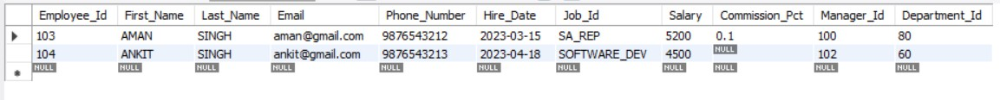 Employee_Id First_Name Last_Name Email Phone_Number Hire_Date Job_Id Salary Commission_Pct Manager_Id Department_Id
103 AMAN SINGH aman@gmail.com 9876543212 2023-03-15 SA_REP 5200 0.1 100 80
104 ANKIT SINGH ankit@gmail.com 9876543213 2023-04-18 SOFTWARE_DEV 4500 NULL 102 60
NULL NULL NULL NULL NULL NULL NULL NULL NULL NULL NULL